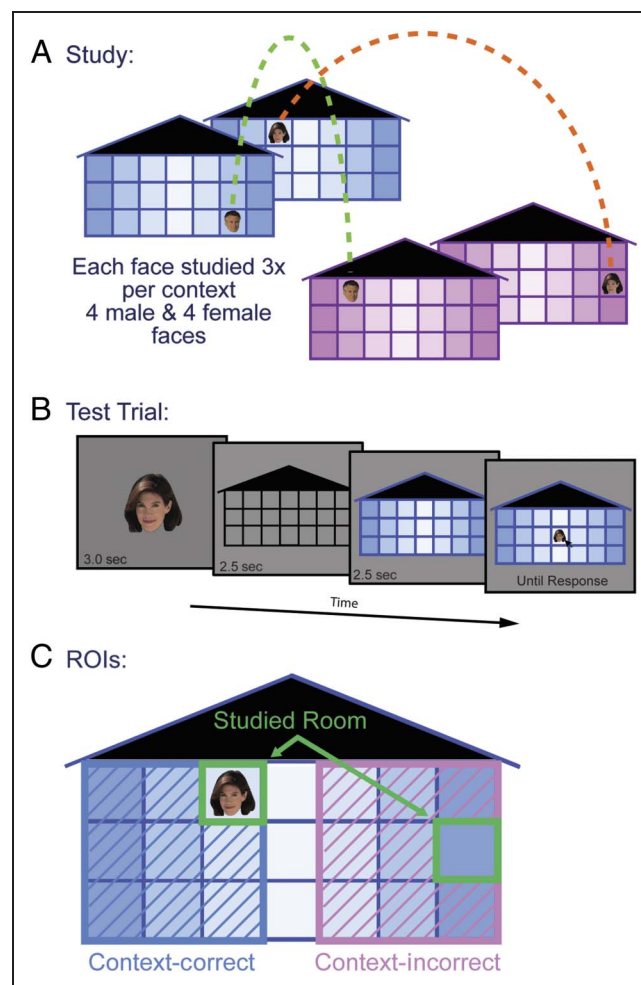 A Study:
Each face studied 3x
per context
4 male & 4 female
faces
B Test Trial:
3.0 sec
2.5 sec
2.5 sec
Until Response
Time
C ROIs:
Studied Room
Context-correct
Context-incorrect